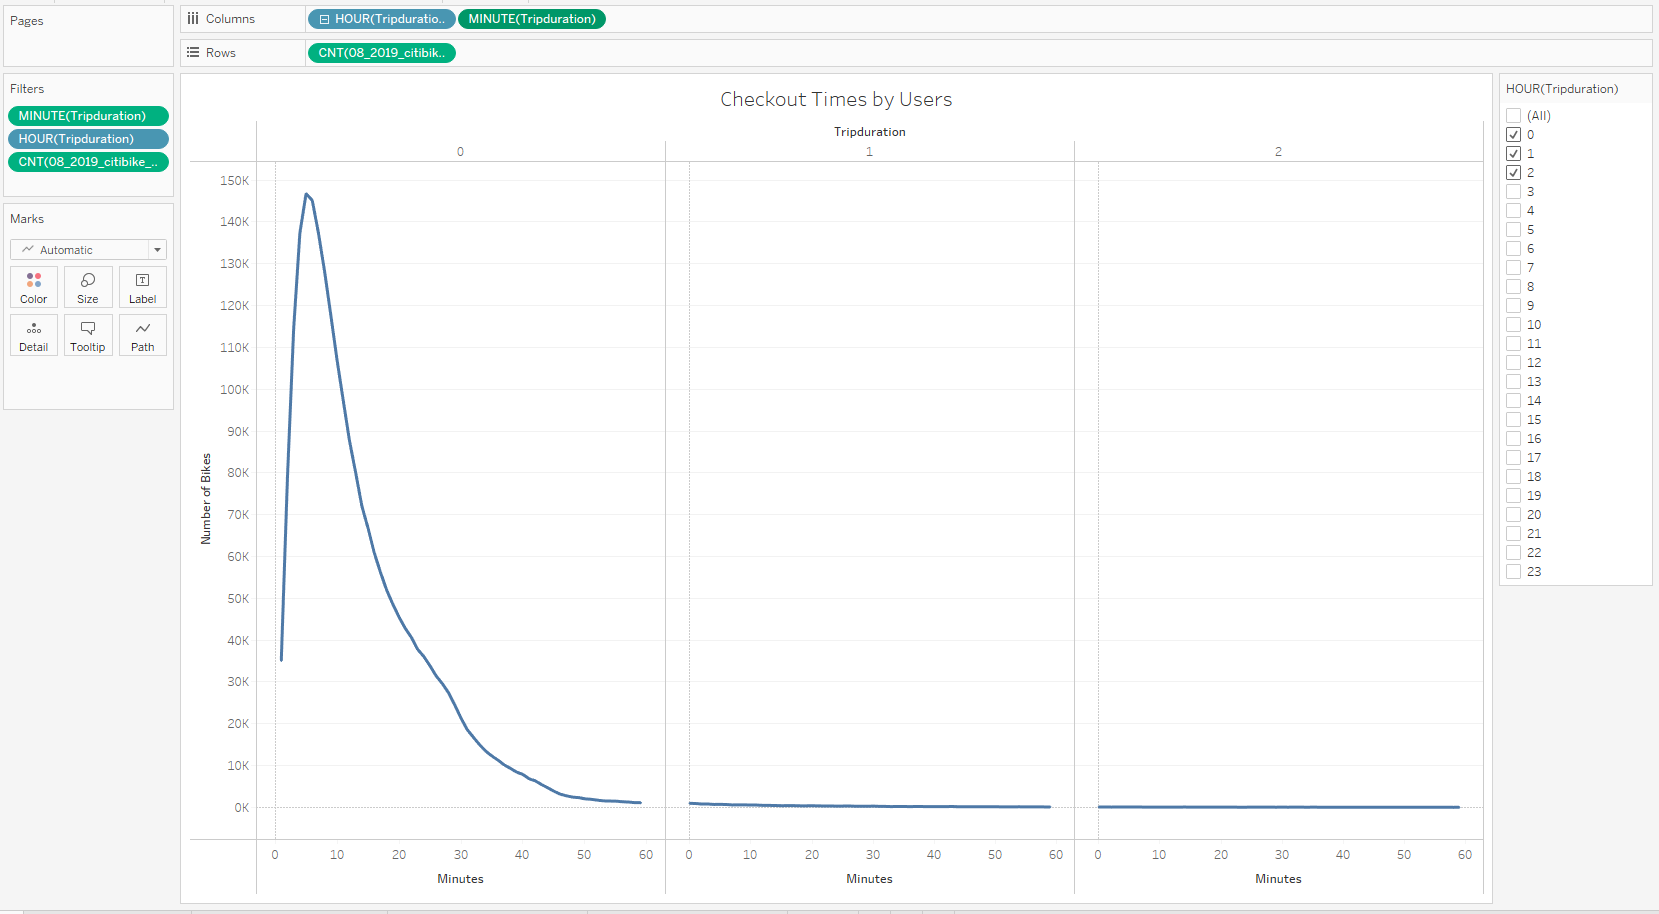 Pages
Columns
HOUR(Tripduratio..
MINUTE(Tripduration)
Rows
CNT(08_2019_citibik..
Filters
MINUTE(Tripduration)
HOUR(Tripduration)
CNT(08_2019_citibike_..
Marks
Automatic
Color
Size
Label
Detail
Tooltip
Path
Checkout Times by Users
Tripduration
0
1
2
150K
140K
130K
120K
110K
100K
90K
80K
70K
60K
50K
40K
30K
20K
10K
0K
Number of Bikes
0 10 20 30 40 50 60
0 10 20 30 40 50 60
0 10 20 30 40 50 60
Minutes
Minutes
Minutes
HOUR(Tripduration)
(All)
0
1
2
3
4
5
6
7
8
9
10
11
12
13
14
15
16
17
18
19
20
21
22
23